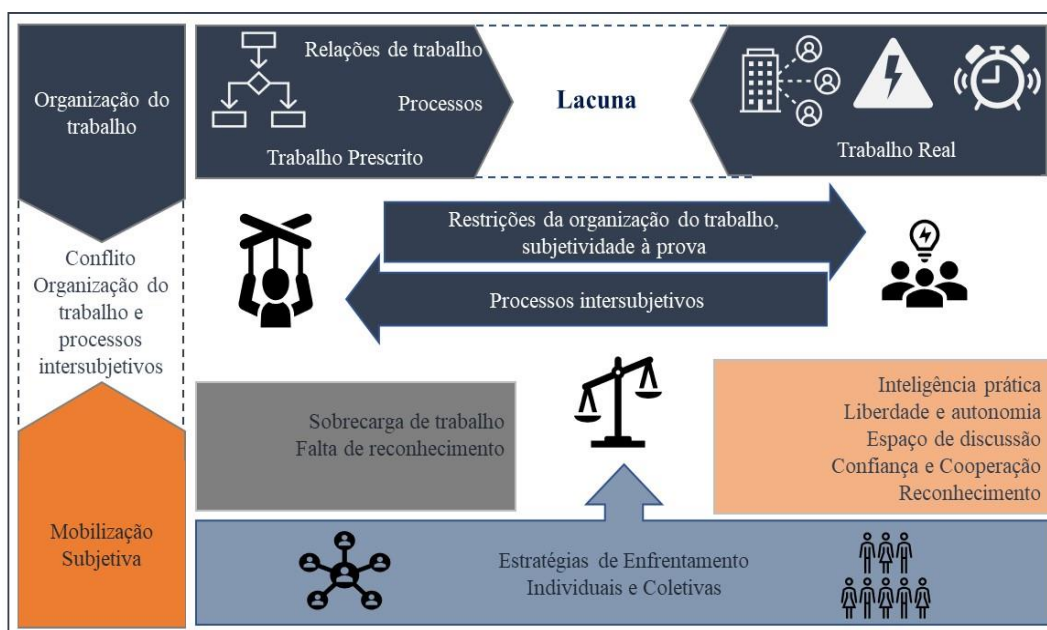 Organização do
trabalho
Relações de trabalho
Processos
Trabalho Prescrito
Lacuna
Trabalho Real
Conflito
Organização do
trabalho e
processos
intersubjetivos
Restrições da organização do trabalho,
subjetividade à prova
Processos intersubjetivos
Sobrecarga de trabalho
Falta de reconhecimento
Inteligência prática
Liberdade e autonomia
Espaço de discussão
Confiança e Cooperação
Reconhecimento
Mobilização
Subjetiva
Estratégias de Enfrentamento
Individuais e Coletivas